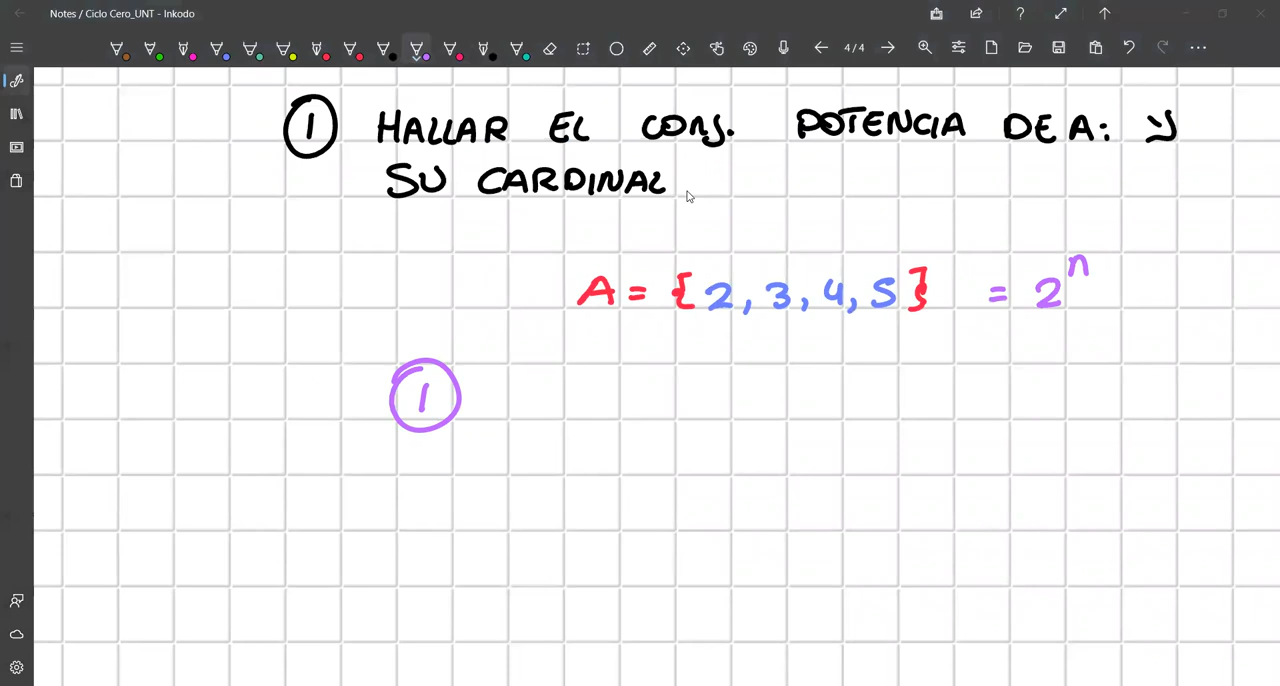 Notes / Ciclo Cero_UNT - Inkodo
4/4
① HALLAR EL CONJ. POTENCIA DE A: Y
SU CARDINAL
A = {2, 3, 4, 5} = 2ⁿ
①